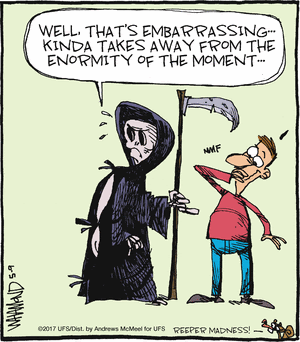 WELL, THAT'S EMBARRASSING...
KINDA TAKES AWAY FROM THE
ENORMITY OF THE MOMENT...
NMF
WAYNOVD 5-9
©2017 UFS/Dist. by Andrews McMeel for UFS
REEPER MADNESS!